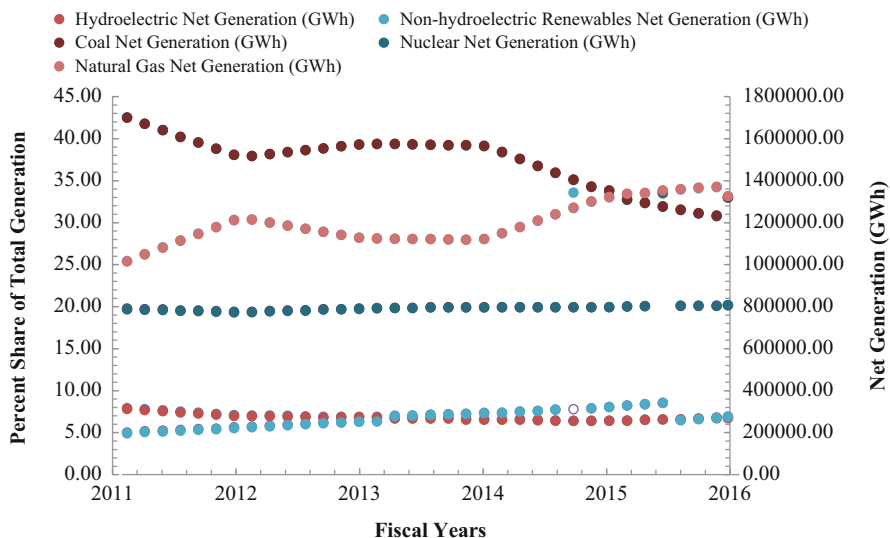 Hydroelectric Net Generation (GWh)
Non-hydroelectric Renewables Net Generation (GWh)
Coal Net Generation (GWh)
Nuclear Net Generation (GWh)
Natural Gas Net Generation (GWh)
45.00
40.00
35.00
30.00
25.00
20.00
15.00
10.00
5.00
0.00
Percent Share of Total Generation
1800000.00
1600000.00
1400000.00
1200000.00
1000000.00
800000.00
600000.00
400000.00
200000.00
0.00
Net Generation (GWh)
2011 2012 2013 2014 2015 2016
Fiscal Years